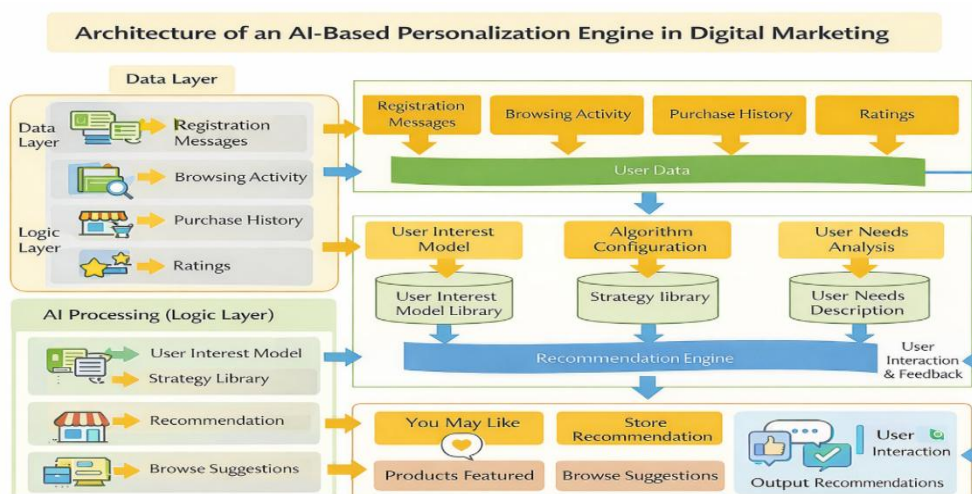 Architecture of an AI-Based Personalization Engine in Digital Marketing
Data Layer
Data
Layer
Registration
Messages
Browsing Activity
Logic
Layer
Purchase History
Ratings
AI Processing (Logic Layer)
User Interest Model
Strategy Library
Recommendation
Browse Suggestions
Registration
Messages
Browsing Activity
Purchase History
Ratings
User Data
User Interest
Model
Algorithm
Configuration
User Needs
Analysis
User Interest
Model Library
Strategy library
User Needs
Description
Recommendation Engine
User
Interaction
& Feedback
You May Like
Store
Recommendation
Products Featured
Browse Suggestions
User
Interaction
Output Recommendations